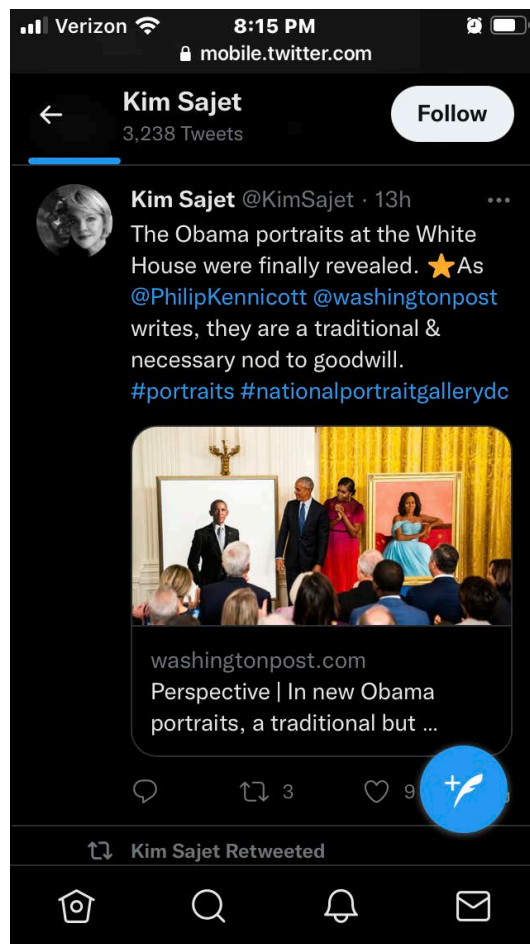 Verizon 8:15 PM
mobile.twitter.com
Kim Sajet
3,238 Tweets
Follow
Kim Sajet @KimSajet · 13h
The Obama portraits at the White
House were finally revealed. ⭐As
@PhilipKennicott @washingtonpost
writes, they are a traditional &
necessary nod to goodwill.
#portraits #nationalportraitgallerydc
washingtonpost.com
Perspective | In new Obama
portraits, a traditional but ...
3 9
Kim Sajet Retweeted